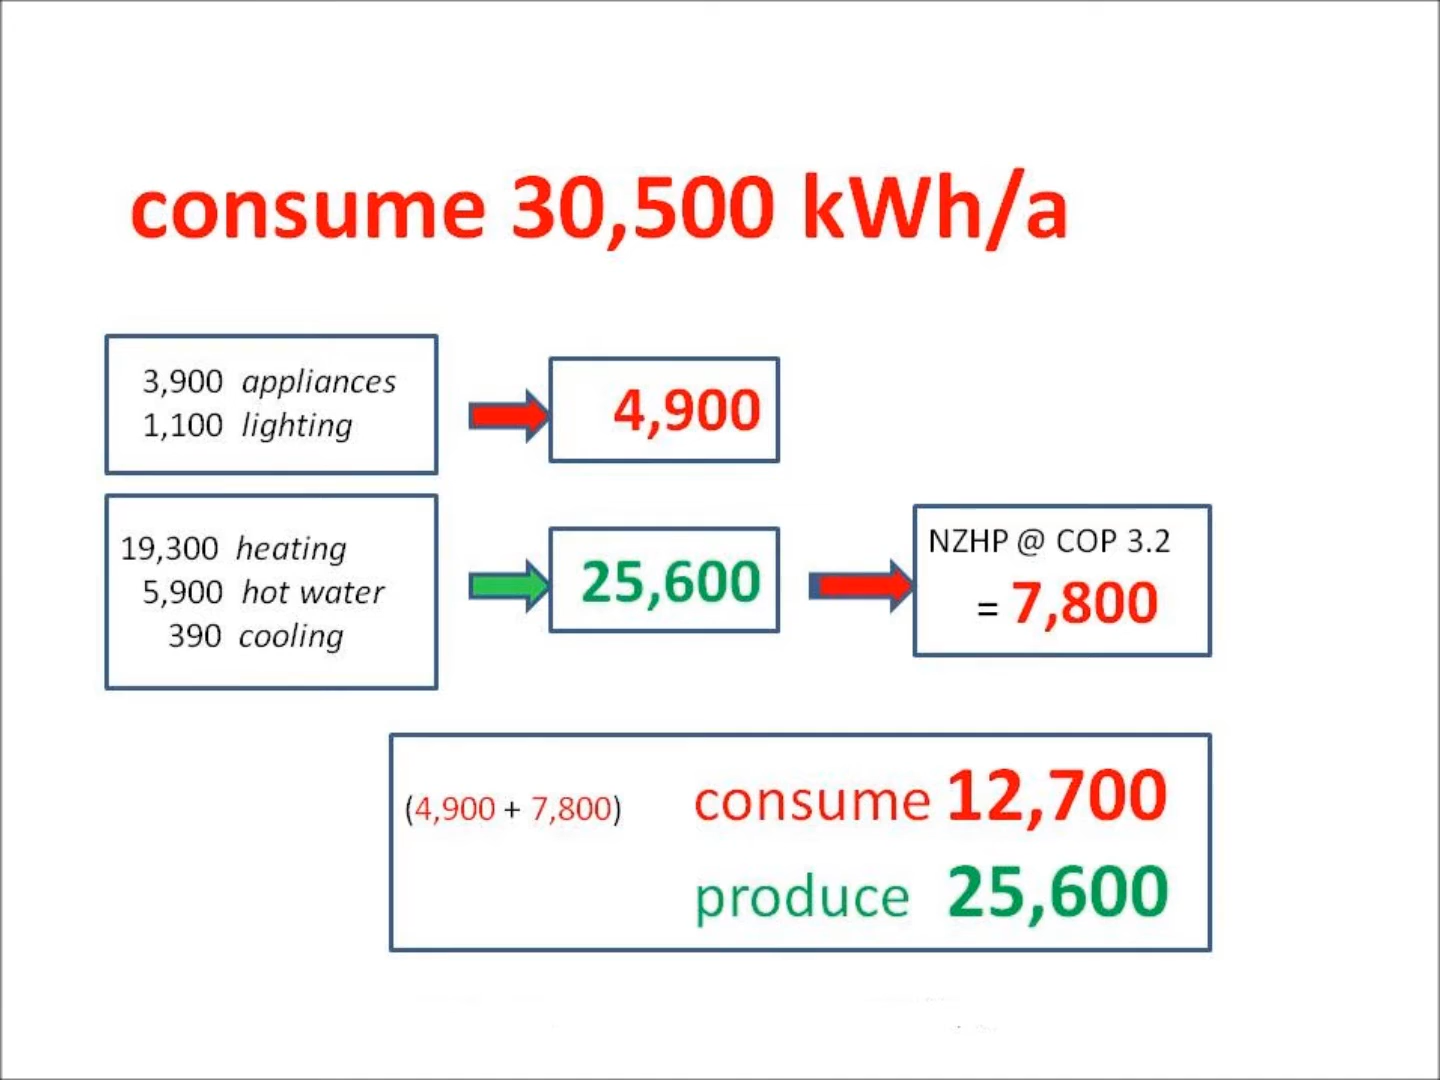 consume 30,500 kWh/a
3,900 appliances
1,100 lighting
4,900
19,300 heating
5,900 hot water
390 cooling
25,600
NZHP @ COP 3.2
= 7,800
(4,900 + 7,800) consume 12,700
produce 25,600